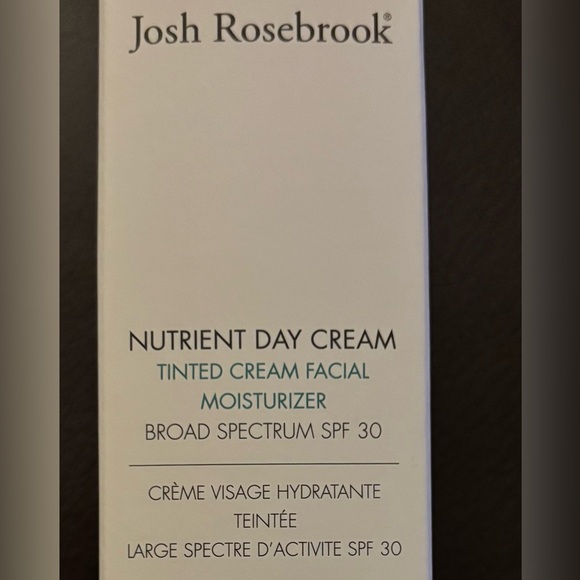 Josh Rosebrook®
NUTRIENT DAY CREAM
TINTED CREAM FACIAL
MOISTURIZER
BROAD SPECTRUM SPF 30
CRÈME VISAGE HYDRATANTE
TEINTÉE
LARGE SPECTRE D'ACTIVITE SPF 30